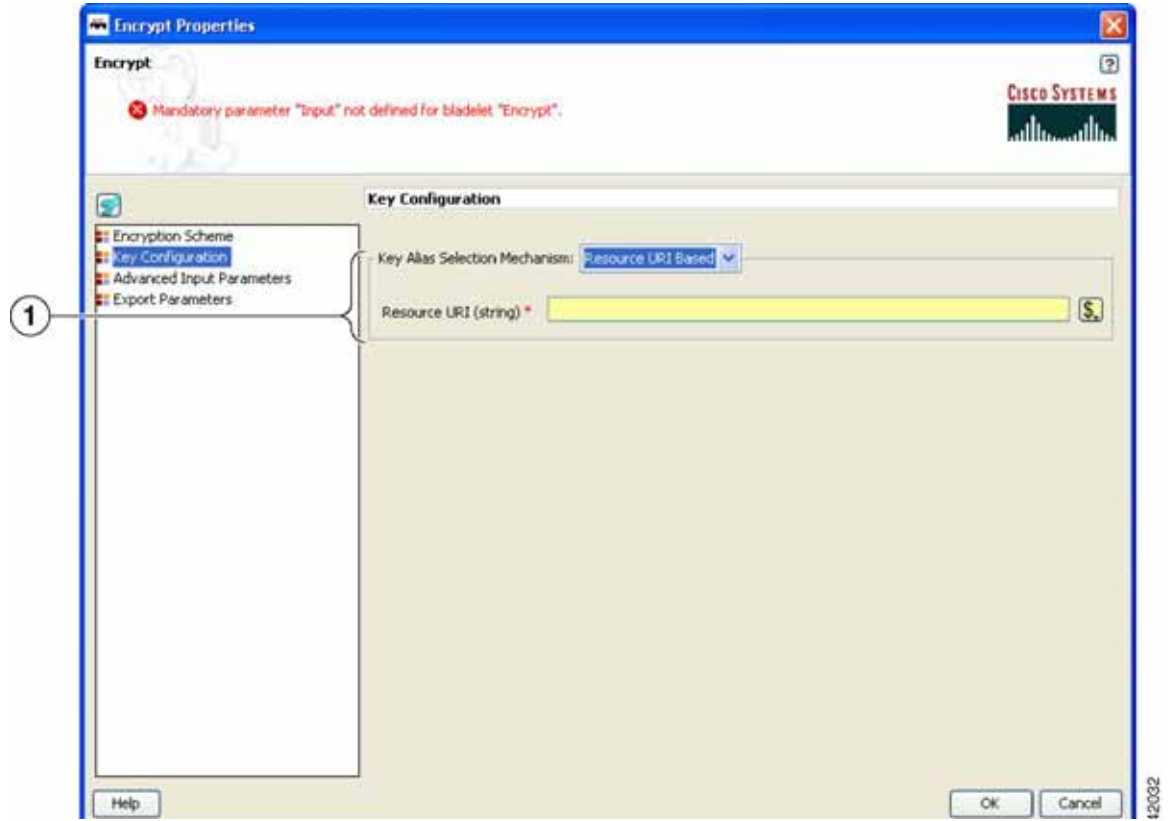 Encrypt Properties
Encrypt
?
Mandatory parameter "Input" not defined for bladelet "Encrypt".
CISCO SYSTEMS
Key Configuration
Encryption Scheme
Key Configuration
Advanced Input Parameters
Export Parameters
Key Alias Selection Mechanism: Resource URI Based
1
Resource URI (string) *
$
Help
OK
Cancel
42032